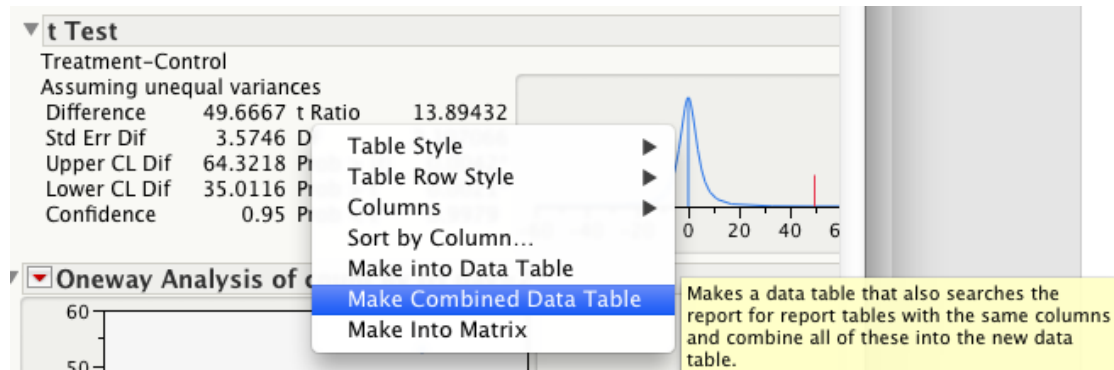 t Test
Treatment-Control
Assuming unequal variances
Difference 49.6667 t Ratio 13.89432
Std Err Dif 3.5746 D
Upper CL Dif 64.3218 Pr
Lower CL Dif 35.0116 Pr
Confidence 0.95 Pr
Table Style
Table Row Style
Columns
Sort by Column...
Make into Data Table
Make Combined Data Table
Make Into Matrix
0 20 40 6
Oneway Analysis of
60
50
Makes a data table that also searches the
report for report tables with the same columns
and combine all of these into the new data
table.